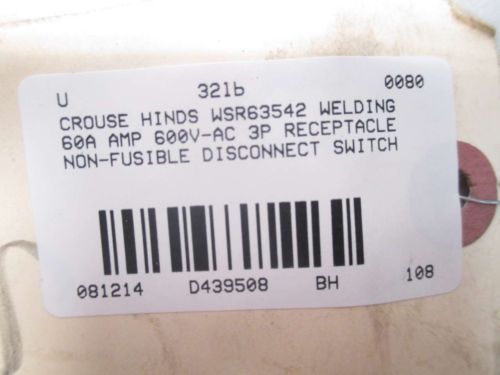 U 32lb 0080
CROUSE HINDS WSR63542 WELDING
60A AMP 600V-AC 3P RECEPTACLE
NON-FUSIBLE DISCONNECT SWITCH
081214 D439508 BH 108